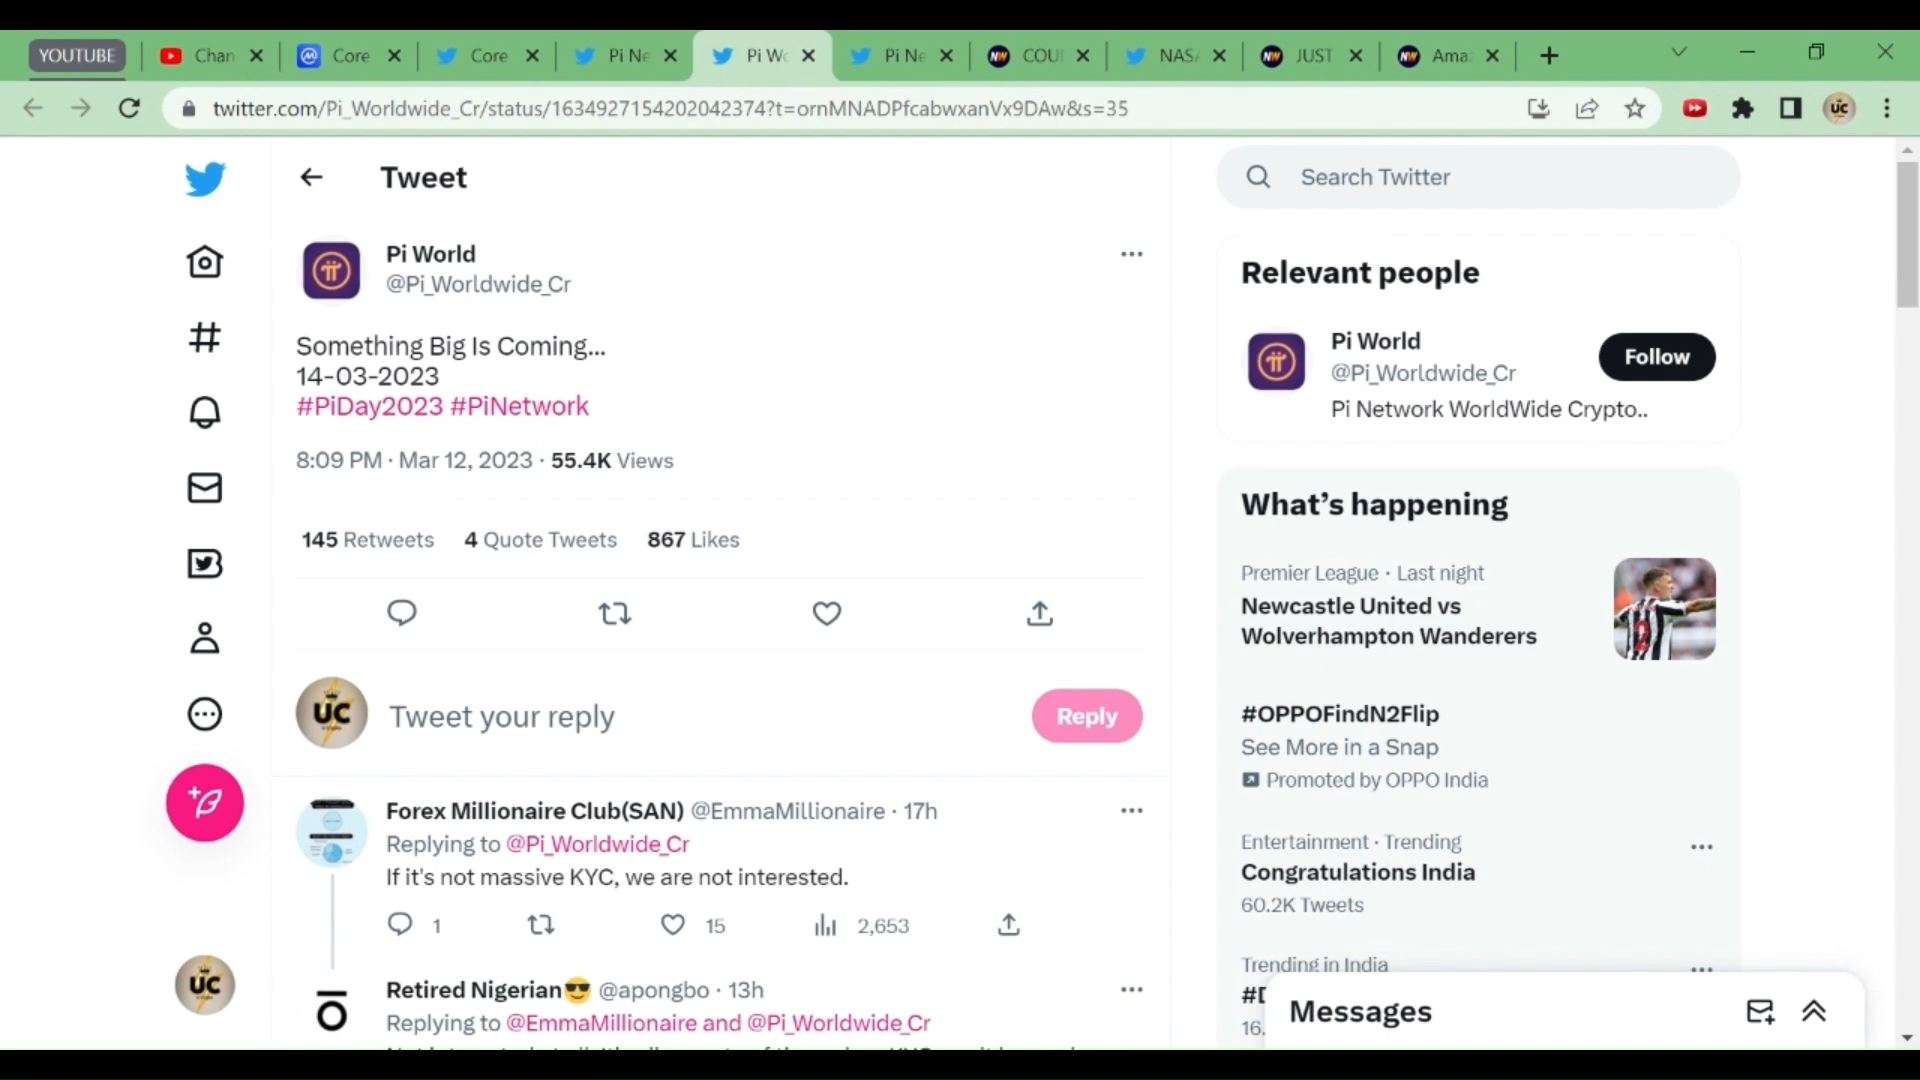 YOUTUBE
Chan
Core
Core
Pi Ne
Pi Wo
Pi Ne
COU
NASA
JUST
Ama
twitter.com/Pi_Worldwide_Cr/status/1634927154202042374?t=ornMNADPfcabwxanVx9DAw&s=35
Tweet
Search Twitter
Pi World
@Pi_Worldwide_Cr
Something Big Is Coming...
14-03-2023
#PiDay2023 #PiNetwork
8:09 PM · Mar 12, 2023 · 55.4K Views
145 Retweets 4 Quote Tweets 867 Likes
UC
Tweet your reply
Reply
Forex Millionaire Club(SAN) @EmmaMillionaire · 17h
Replying to @Pi_Worldwide_Cr
If it's not massive KYC, we are not interested.
1
15
2,653
Retired Nigerian😎 @apongbo · 13h
Replying to @EmmaMillionaire and @Pi_Worldwide_Cr
UC
Relevant people
Pi World
@Pi_Worldwide_Cr
Follow
Pi Network WorldWide Crypto..
What's happening
Premier League · Last night
Newcastle United vs
Wolverhampton Wanderers
#OPPOFindN2Flip
See More in a Snap
Promoted by OPPO India
Entertainment · Trending
Congratulations India
60.2K Tweets
Trending in India
16.
Messages